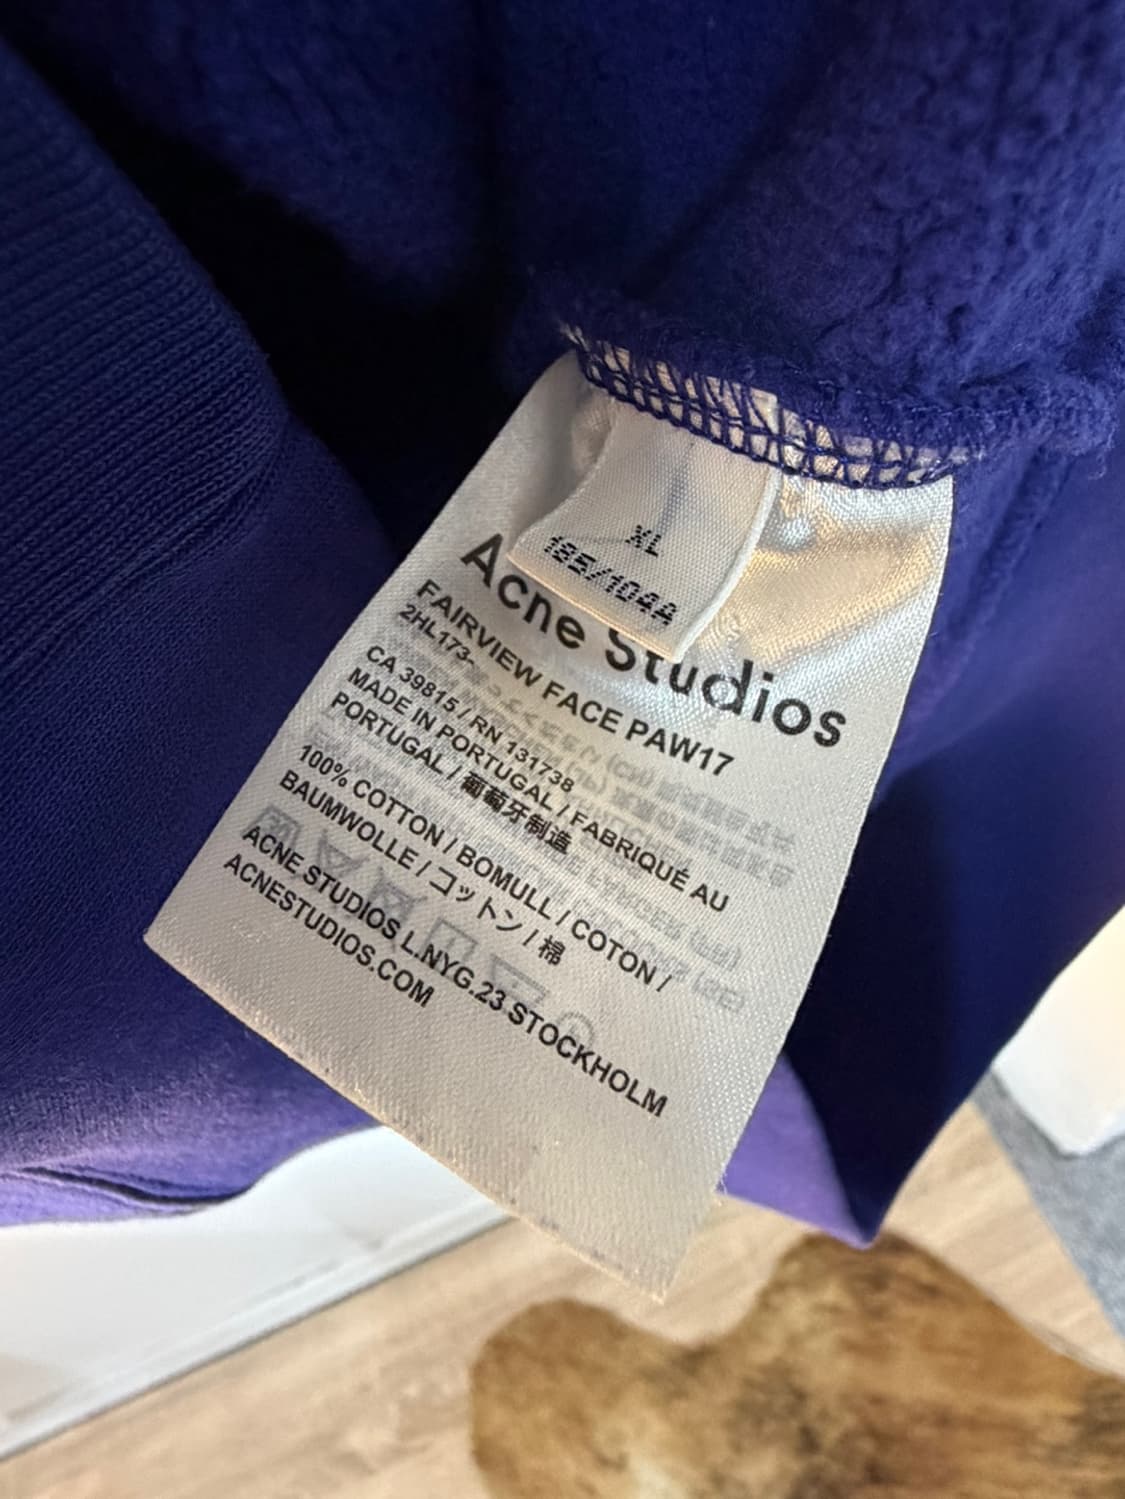 XL
185/104A
Acne Studios
FAIRVIEW FACE PAW17
2HL173-
CA 39815 / RN 131738
MADE IN PORTUGAL / FABRIQUÉ AU
PORTUGAL / 葡萄牙制造
100% COTTON / BOMULL / COTON /
BAUMWOLLE / コットン / 棉
ACNE STUDIOS L.NYG.23 STOCKHOLM
ACNESTUDIOS.COM